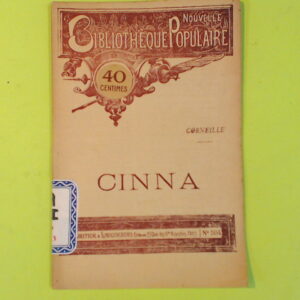 NOUVELLE
BIBLIOTHÈQUE POPULAIRE
40
CENTIMES
CORNEILLE
CINNA